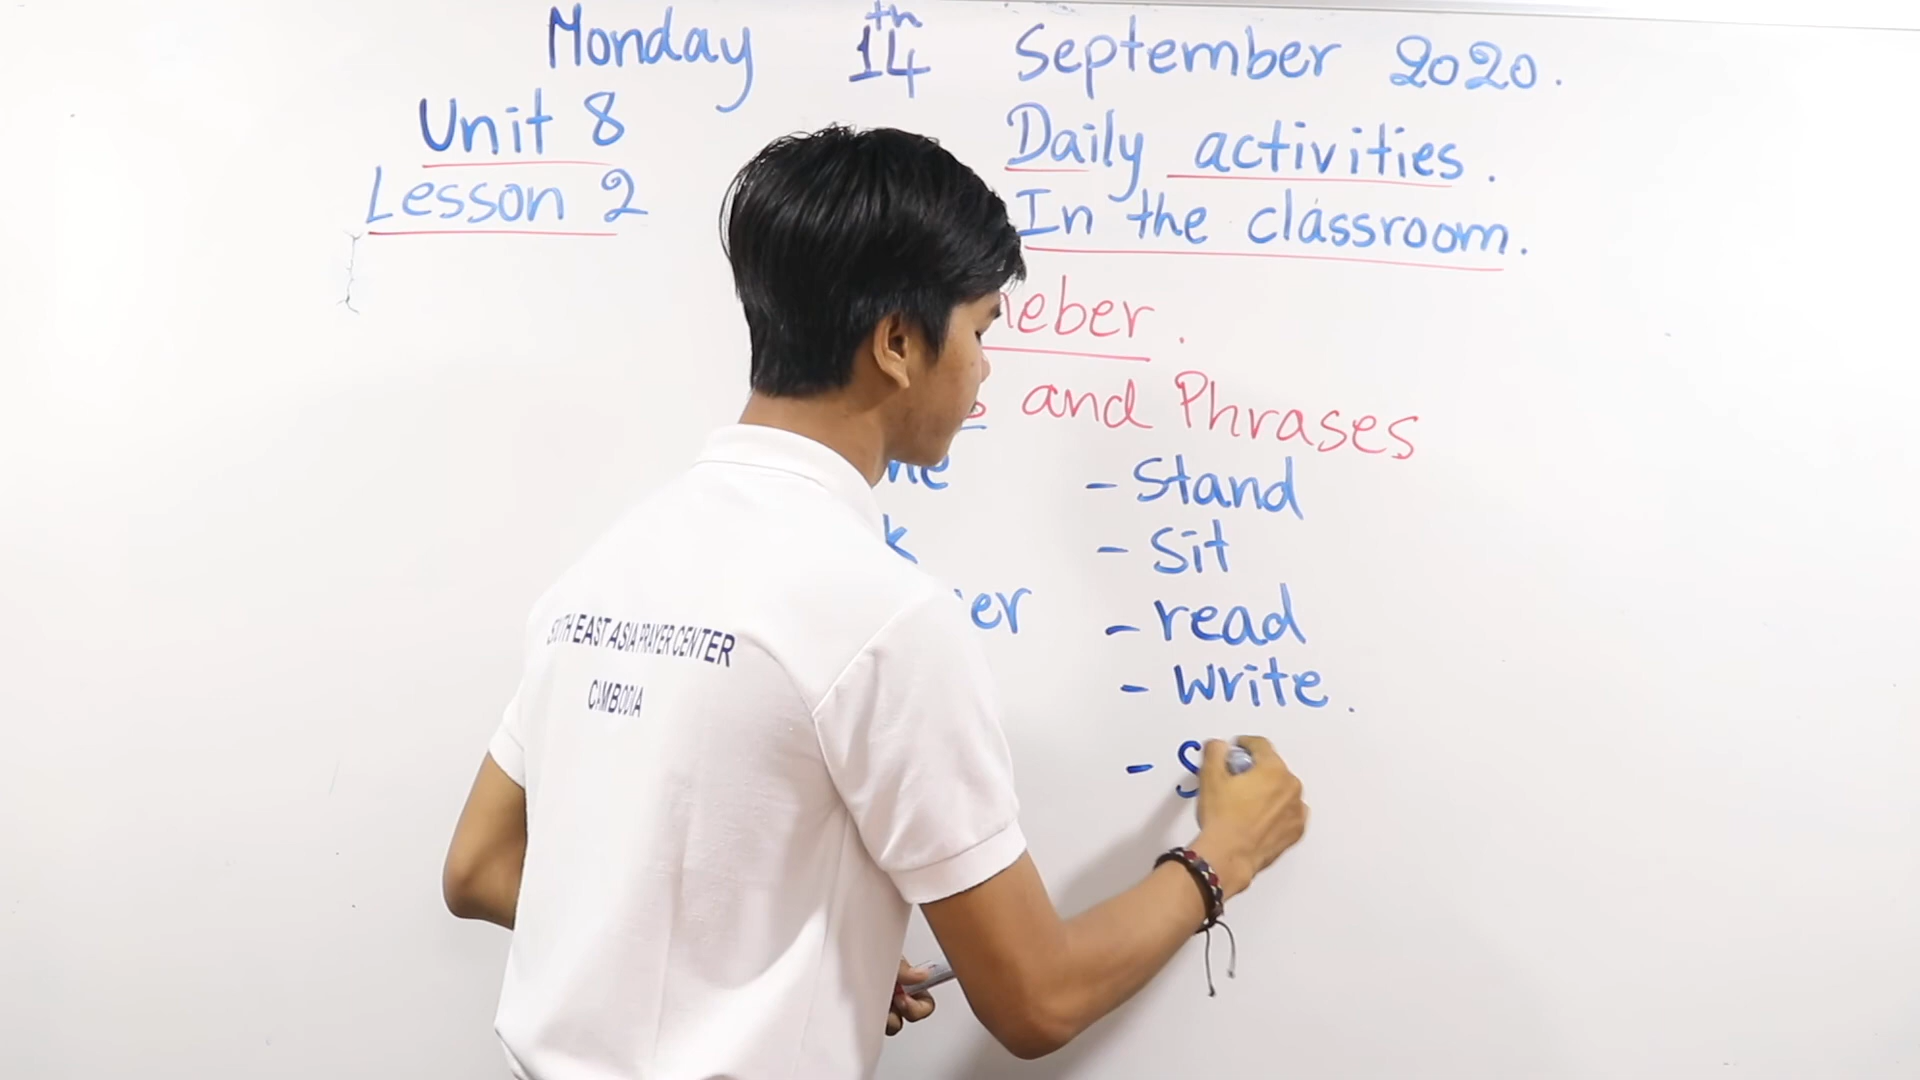 Monday 14th September 2020.
Unit 8 Daily activities.
Lesson 2 In the classroom.
neber.
and Phrases
ne - Stand
k - Sit
er - read
- Write.
- S
SOUTH EAST ASIA PRAYER CENTER
CAMBODIA